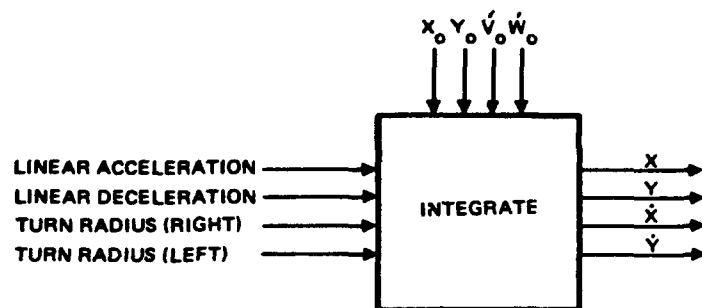 X₀ Y₀ V̇₀ Ẇ₀
LINEAR ACCELERATION
LINEAR DECELERATION
TURN RADIUS (RIGHT)
TURN RADIUS (LEFT)
INTEGRATE
X
Y
Ẋ
Ẏ